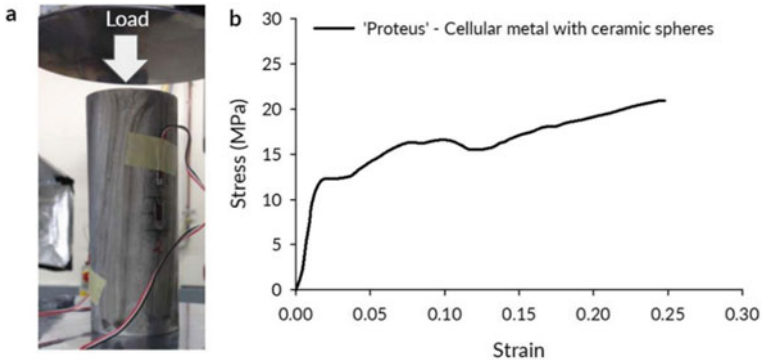 a
Load
b
'Proteus' - Cellular metal with ceramic spheres
Stress (MPa)
30
25
20
15
10
5
0
0.00 0.05 0.10 0.15 0.20 0.25 0.30
Strain